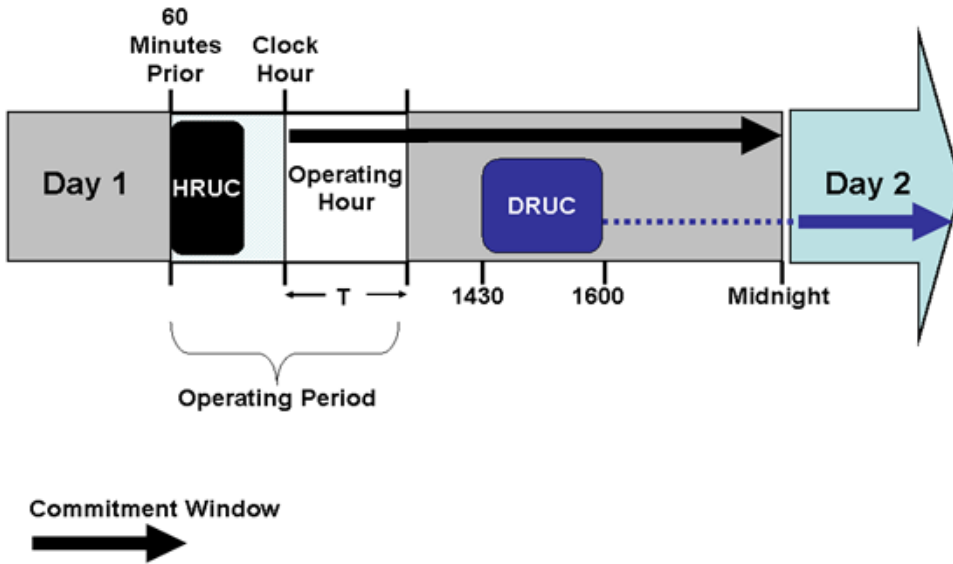 60
Minutes
Prior
Clock
Hour
Day 1
HRUC
Operating
Hour
DRUC
Day 2
T
1430
1600
Midnight
Operating Period
Commitment Window